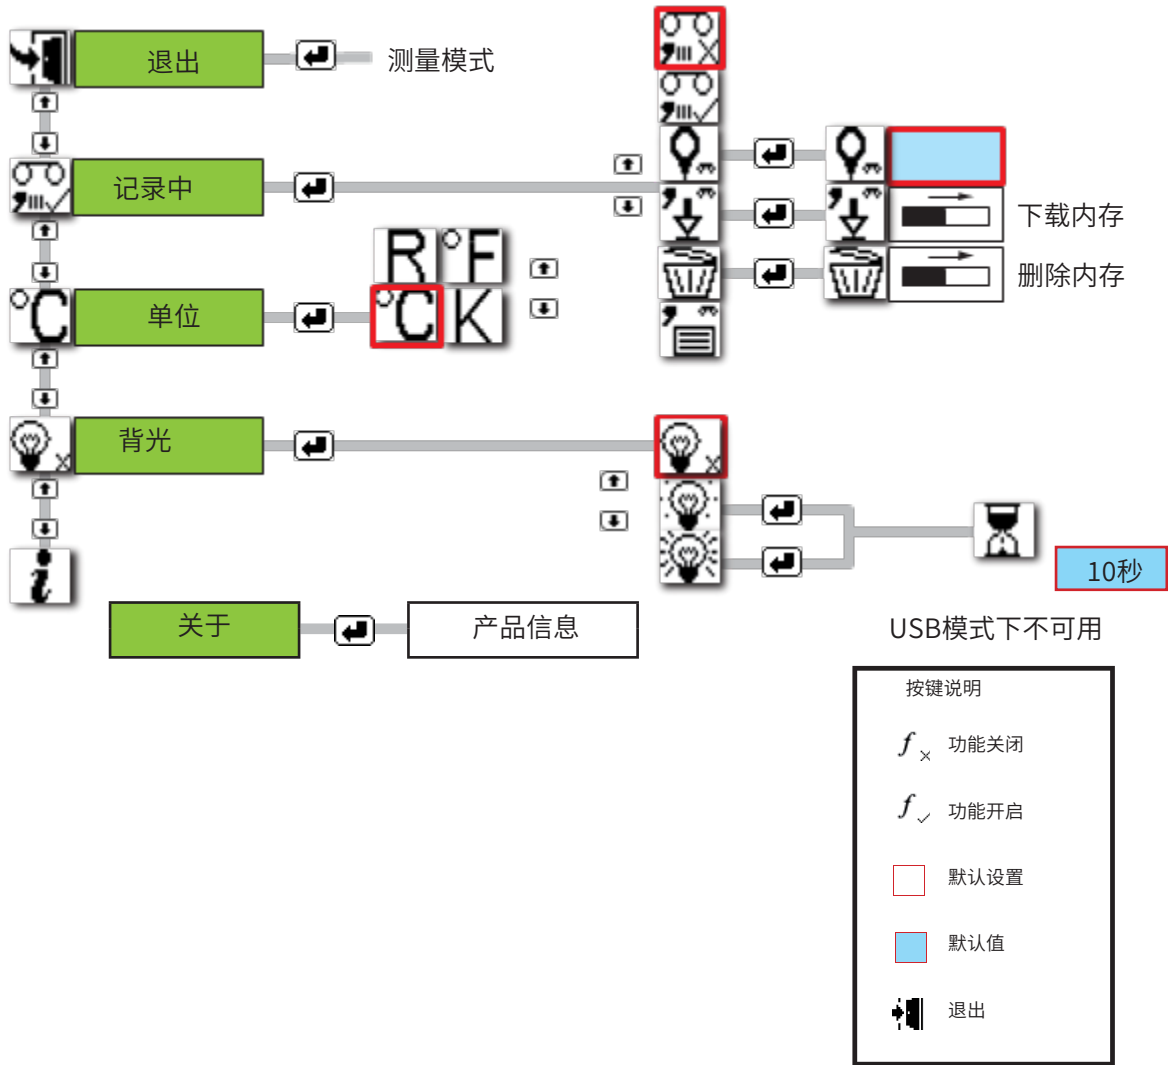 退出
测量模式
记录中
下载内存
删除内存
R °F
°C
单位
°C K
背光
10秒
i
关于
产品信息
USB模式下不可用
按键说明
f× 功能关闭
f✓ 功能开启
默认设置
默认值
退出